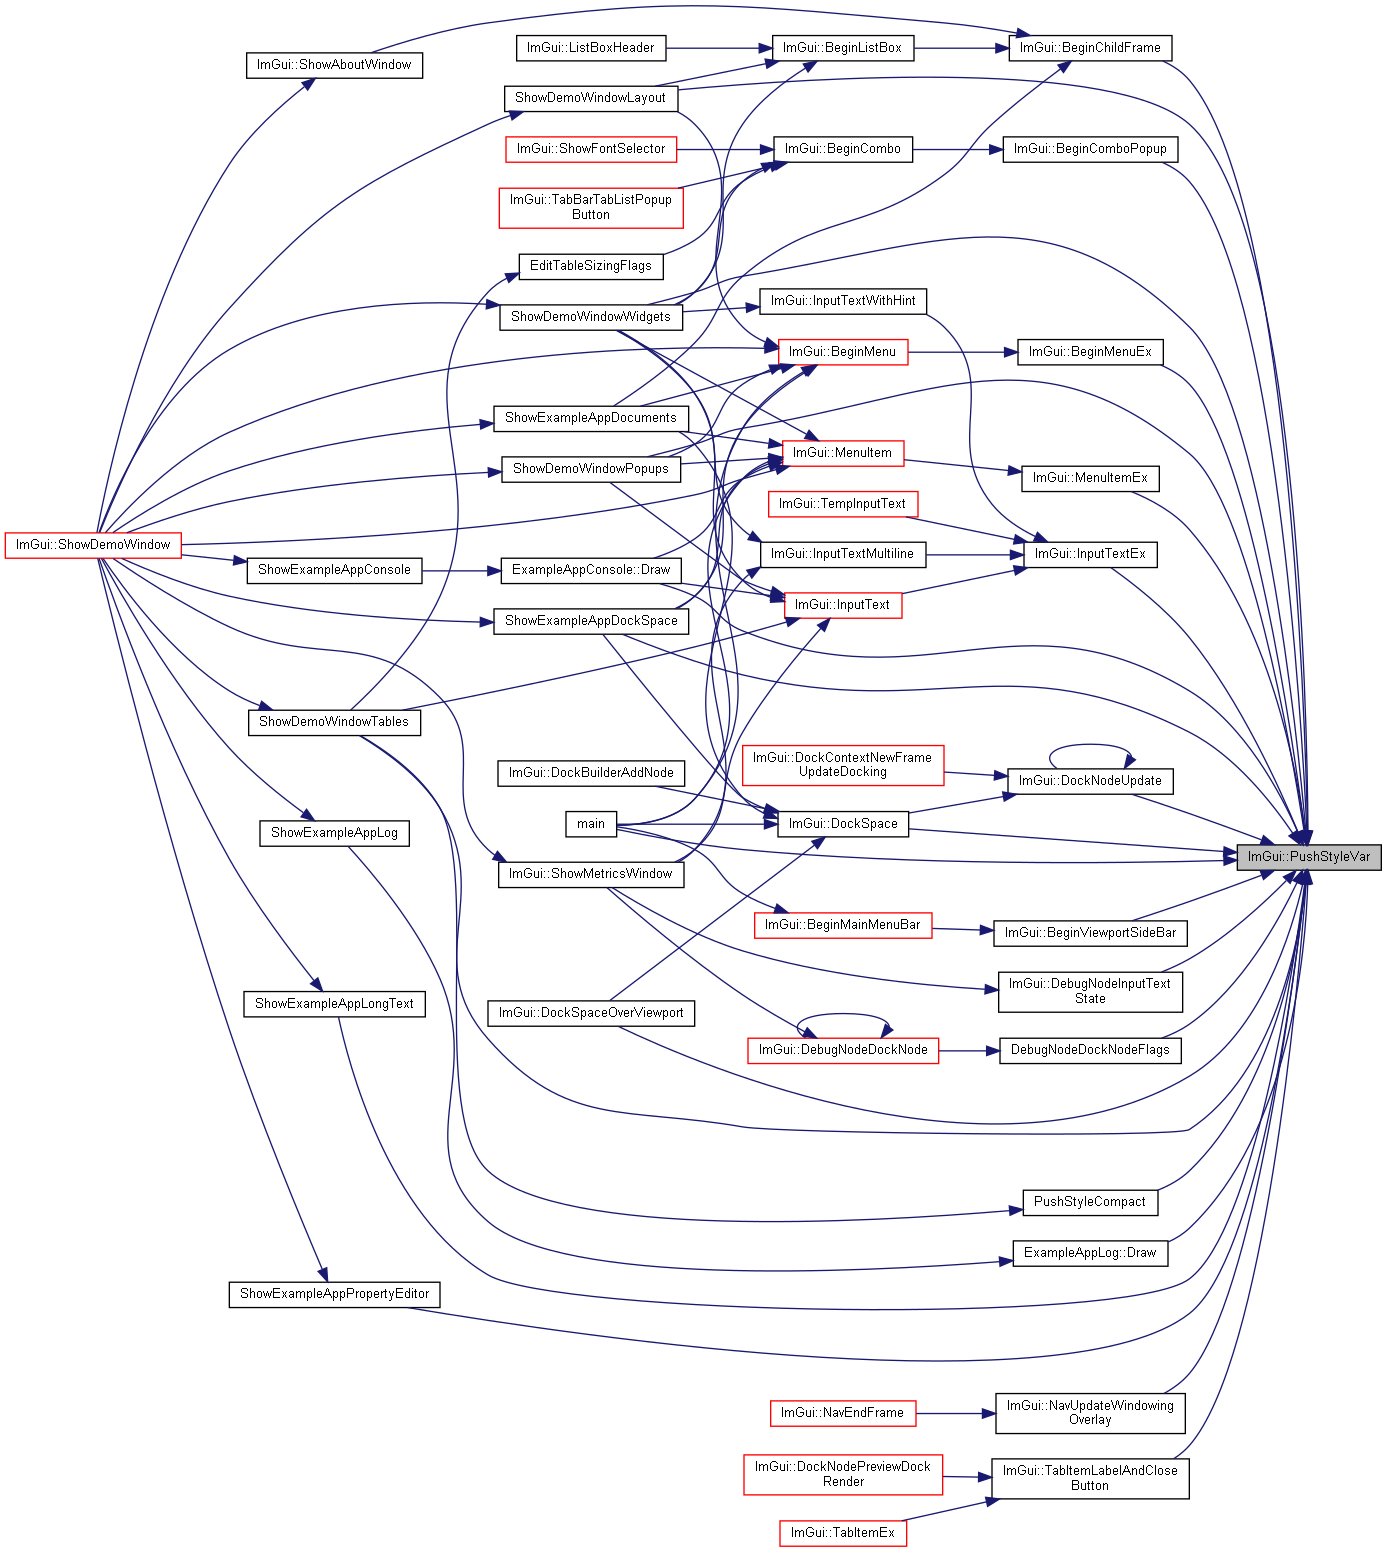 ImGui::ListBoxHeader
ImGui::BeginListBox
ImGui::BeginChildFrame
ImGui::ShowAboutWindow
ShowDemoWindowLayout
ImGui::ShowFontSelector
ImGui::BeginCombo
ImGui::BeginComboPopup
ImGui::TabBarTabListPopup
Button
EditTableSizingFlags
ShowDemoWindowWidgets
ImGui::InputTextWithHint
ImGui::BeginMenu
ImGui::BeginMenuEx
ShowExampleAppDocuments
ImGui::MenuItem
ShowDemoWindowPopups
ImGui::MenuItemEx
ImGui::TempInputText
ImGui::ShowDemoWindow
ImGui::InputTextMultiline
ImGui::InputTextEx
ShowExampleAppConsole
ExampleAppConsole::Draw
ImGui::InputText
ShowExampleAppDockSpace
ShowDemoWindowTables
ImGui::DockContextNewFrame
UpdateDocking
ImGui::DockBuilderAddNode
ImGui::DockNodeUpdate
main
ImGui::DockSpace
ShowExampleAppLog
ImGui::PushStyleVar
ImGui::ShowMetricsWindow
ImGui::BeginMainMenuBar
ImGui::BeginViewportSideBar
ImGui::DebugNodeInputText
State
ShowExampleAppLongText
ImGui::DockSpaceOverViewport
ImGui::DebugNodeDockNode
DebugNodeDockNodeFlags
PushStyleCompact
ExampleAppLog::Draw
ShowExampleAppPropertyEditor
ImGui::NavEndFrame
ImGui::NavUpdateWindowing
Overlay
ImGui::DockNodePreviewDock
Render
ImGui::TabItemLabelAndClose
Button
ImGui::TabItemEx